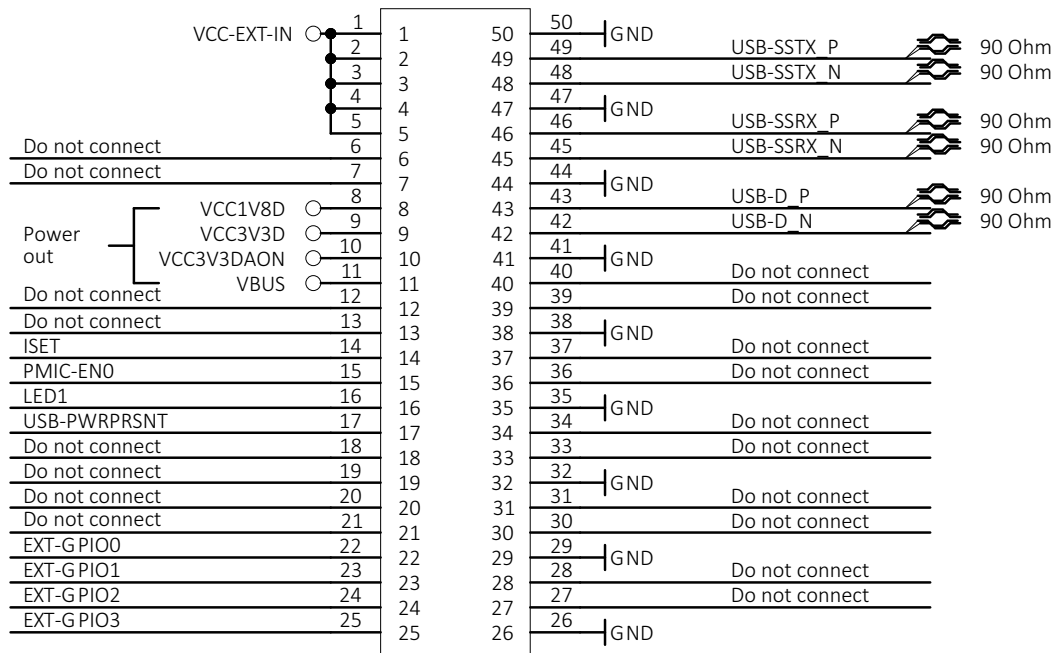 VCC-EXT-IN 1 1 50 50 GND
2 2 49 49 USB-SSTX_P 90 Ohm
3 3 48 48 USB-SSTX_N 90 Ohm
4 4 47 47 GND
5 5 46 46 USB-SSRX_P 90 Ohm
Do not connect 6 6 45 45 USB-SSRX_N 90 Ohm
Do not connect 7 7 44 44 GND
VCC1V8D 8 8 43 43 USB-D_P 90 Ohm
Power out
VCC3V3D 9 9 42 42 USB-D_N 90 Ohm
VCC3V3DAON 10 10 41 41 GND
VBUS 11 11 40 40 Do not connect
Do not connect 12 12 39 39 Do not connect
Do not connect 13 13 38 38 GND
ISET 14 14 37 37 Do not connect
PMIC-EN0 15 15 36 36 Do not connect
LED1 16 16 35 35 GND
USB-PWRPRSNT 17 17 34 34 Do not connect
Do not connect 18 18 33 33 Do not connect
Do not connect 19 19 32 32 GND
Do not connect 20 20 31 31 Do not connect
Do not connect 21 21 30 30 Do not connect
EXT-GPIO0 22 22 29 29 GND
EXT-GPIO1 23 23 28 28 Do not connect
EXT-GPIO2 24 24 27 27 Do not connect
EXT-GPIO3 25 25 26 26 GND